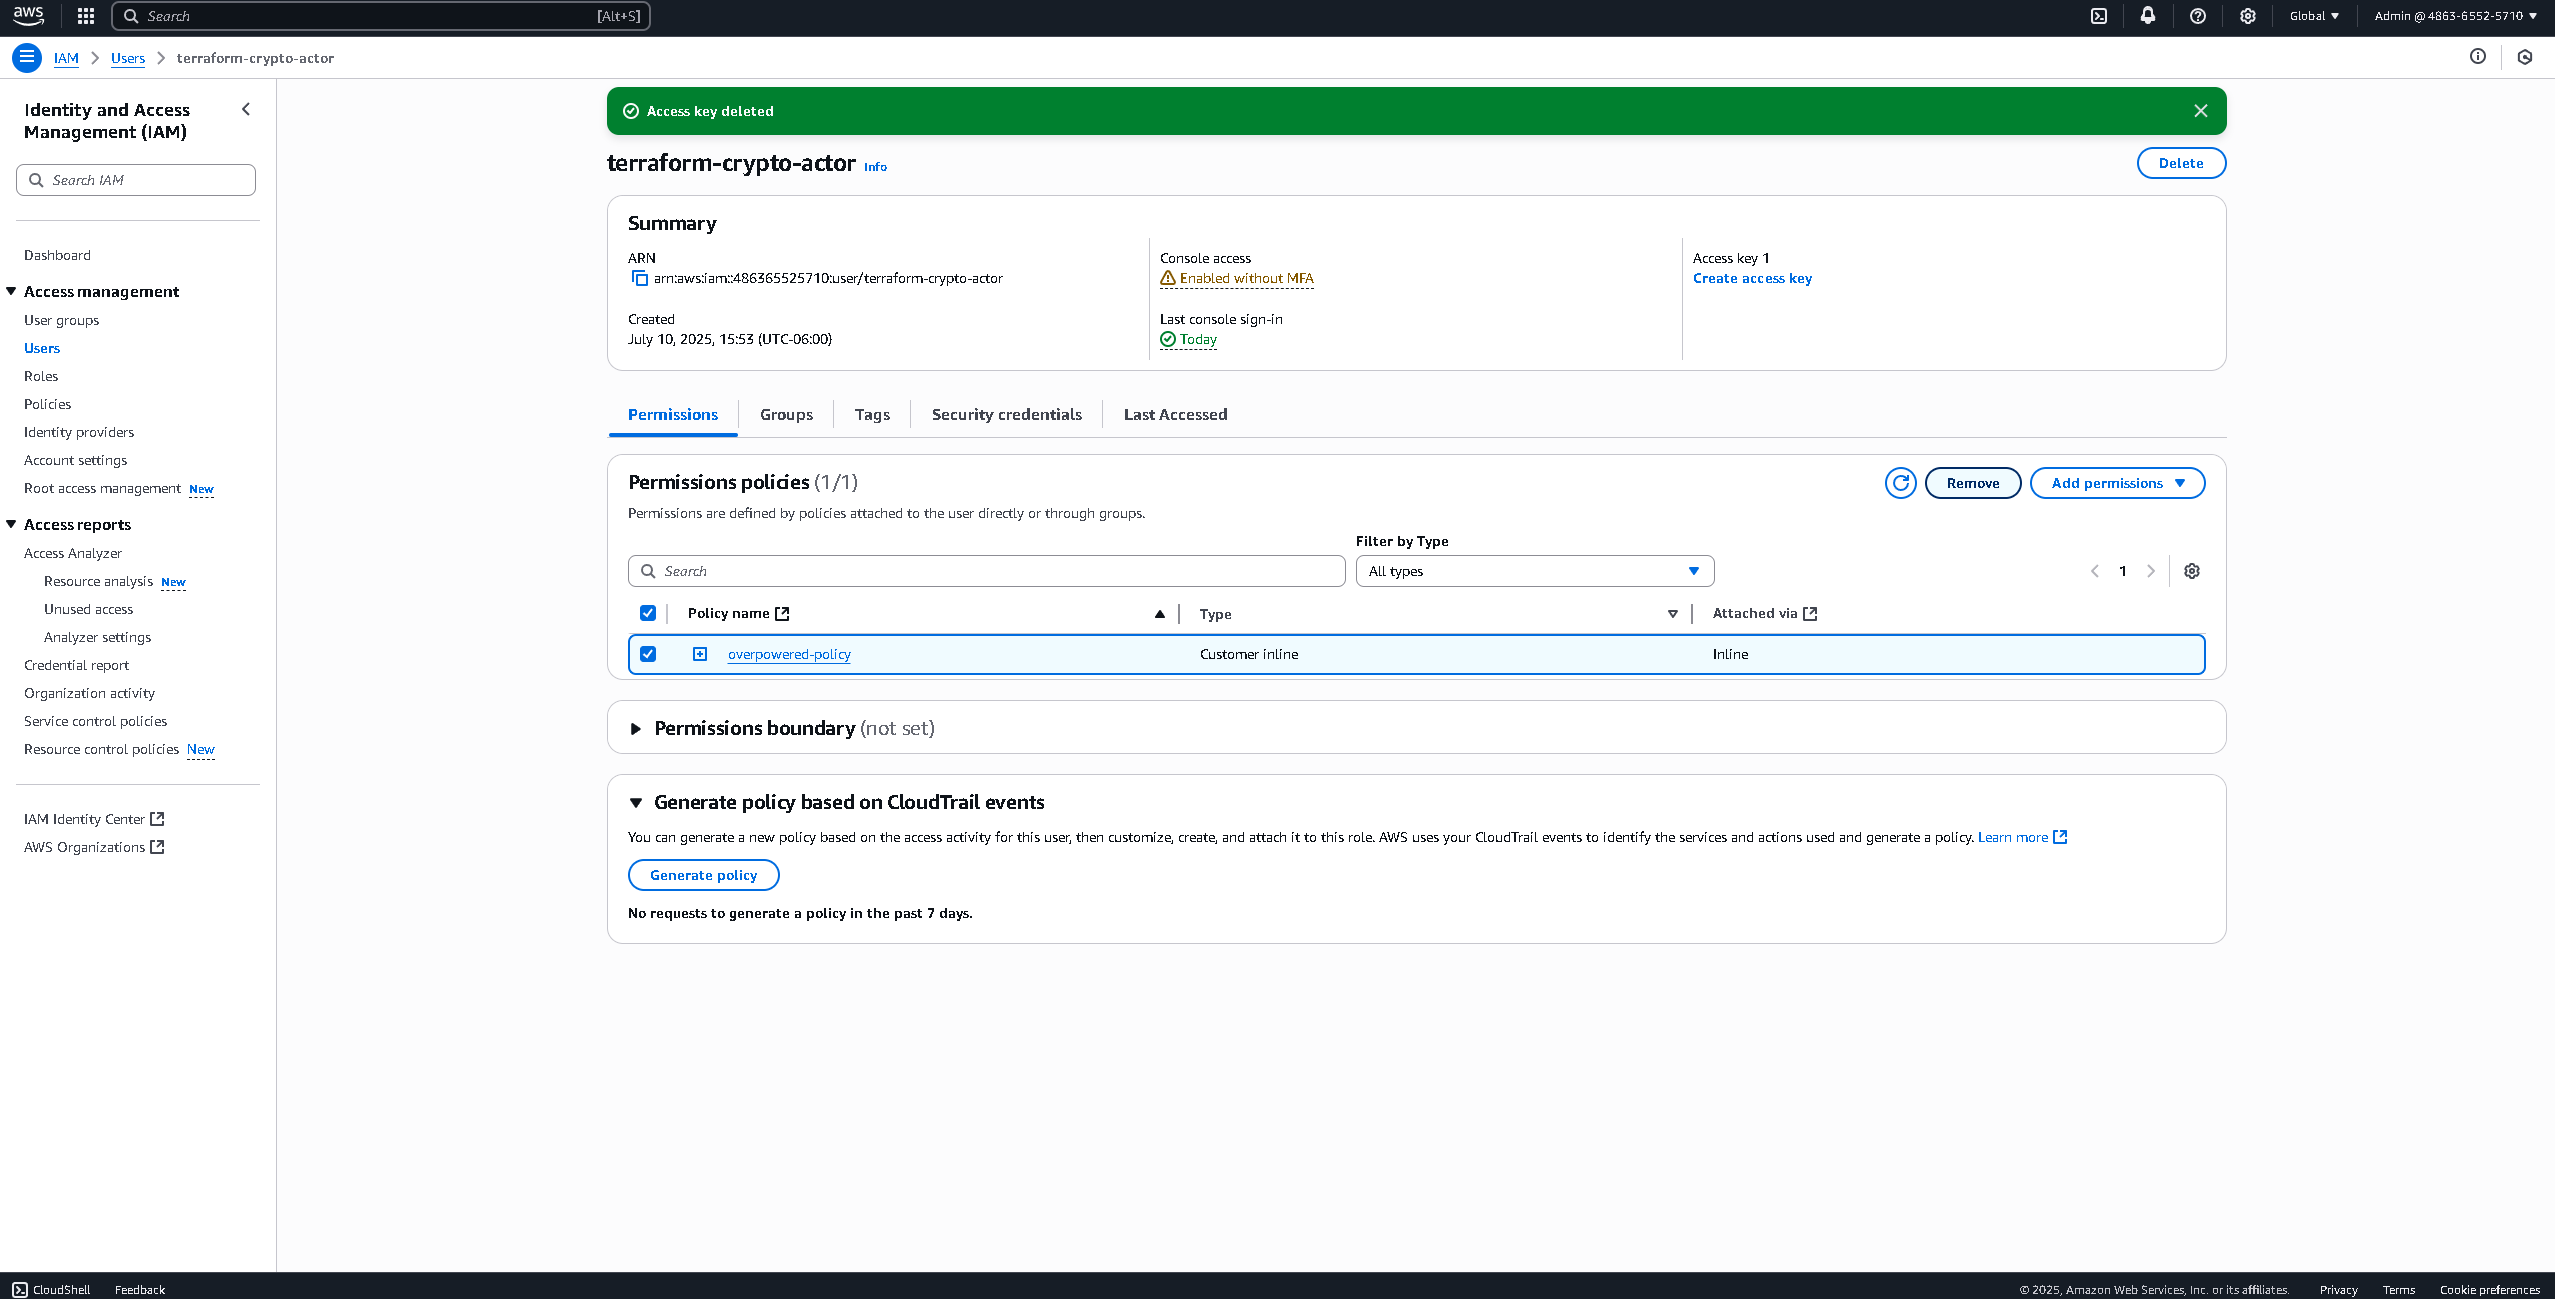 aws
Search [Alt+S]
Global
Admin @ 4863-6552-5710
IAM
Users
terraform-crypto-actor
Identity and Access
Management (IAM)
Search IAM
Dashboard
Access management
User groups
Users
Roles
Policies
Identity providers
Account settings
Root access management New
Access reports
Access Analyzer
Resource analysis New
Unused access
Analyzer settings
Credential report
Organization activity
Service control policies
Resource control policies New
IAM Identity Center
AWS Organizations
Access key deleted
terraform-crypto-actor Info
Delete
Summary
ARN
arn:aws:iam::486365525710:user/terraform-crypto-actor
Created
July 10, 2025, 15:53 (UTC-06:00)
Console access
Enabled without MFA
Last console sign-in
Today
Access key 1
Create access key
Permissions
Groups
Tags
Security credentials
Last Accessed
Permissions policies (1/1)
Remove
Add permissions
Permissions are defined by policies attached to the user directly or through groups.
Filter by Type
Search
All types
1
Policy name
Type
Attached via
overpowered-policy
Customer inline
Inline
Permissions boundary (not set)
Generate policy based on CloudTrail events
You can generate a new policy based on the access activity for this user, then customize, create, and attach it to this role. AWS uses your CloudTrail events to identify the services and actions used and generate a policy. Learn more
Generate policy
No requests to generate a policy in the past 7 days.
CloudShell
Feedback
© 2025, Amazon Web Services, Inc. or its affiliates.
Privacy
Terms
Cookie preferences